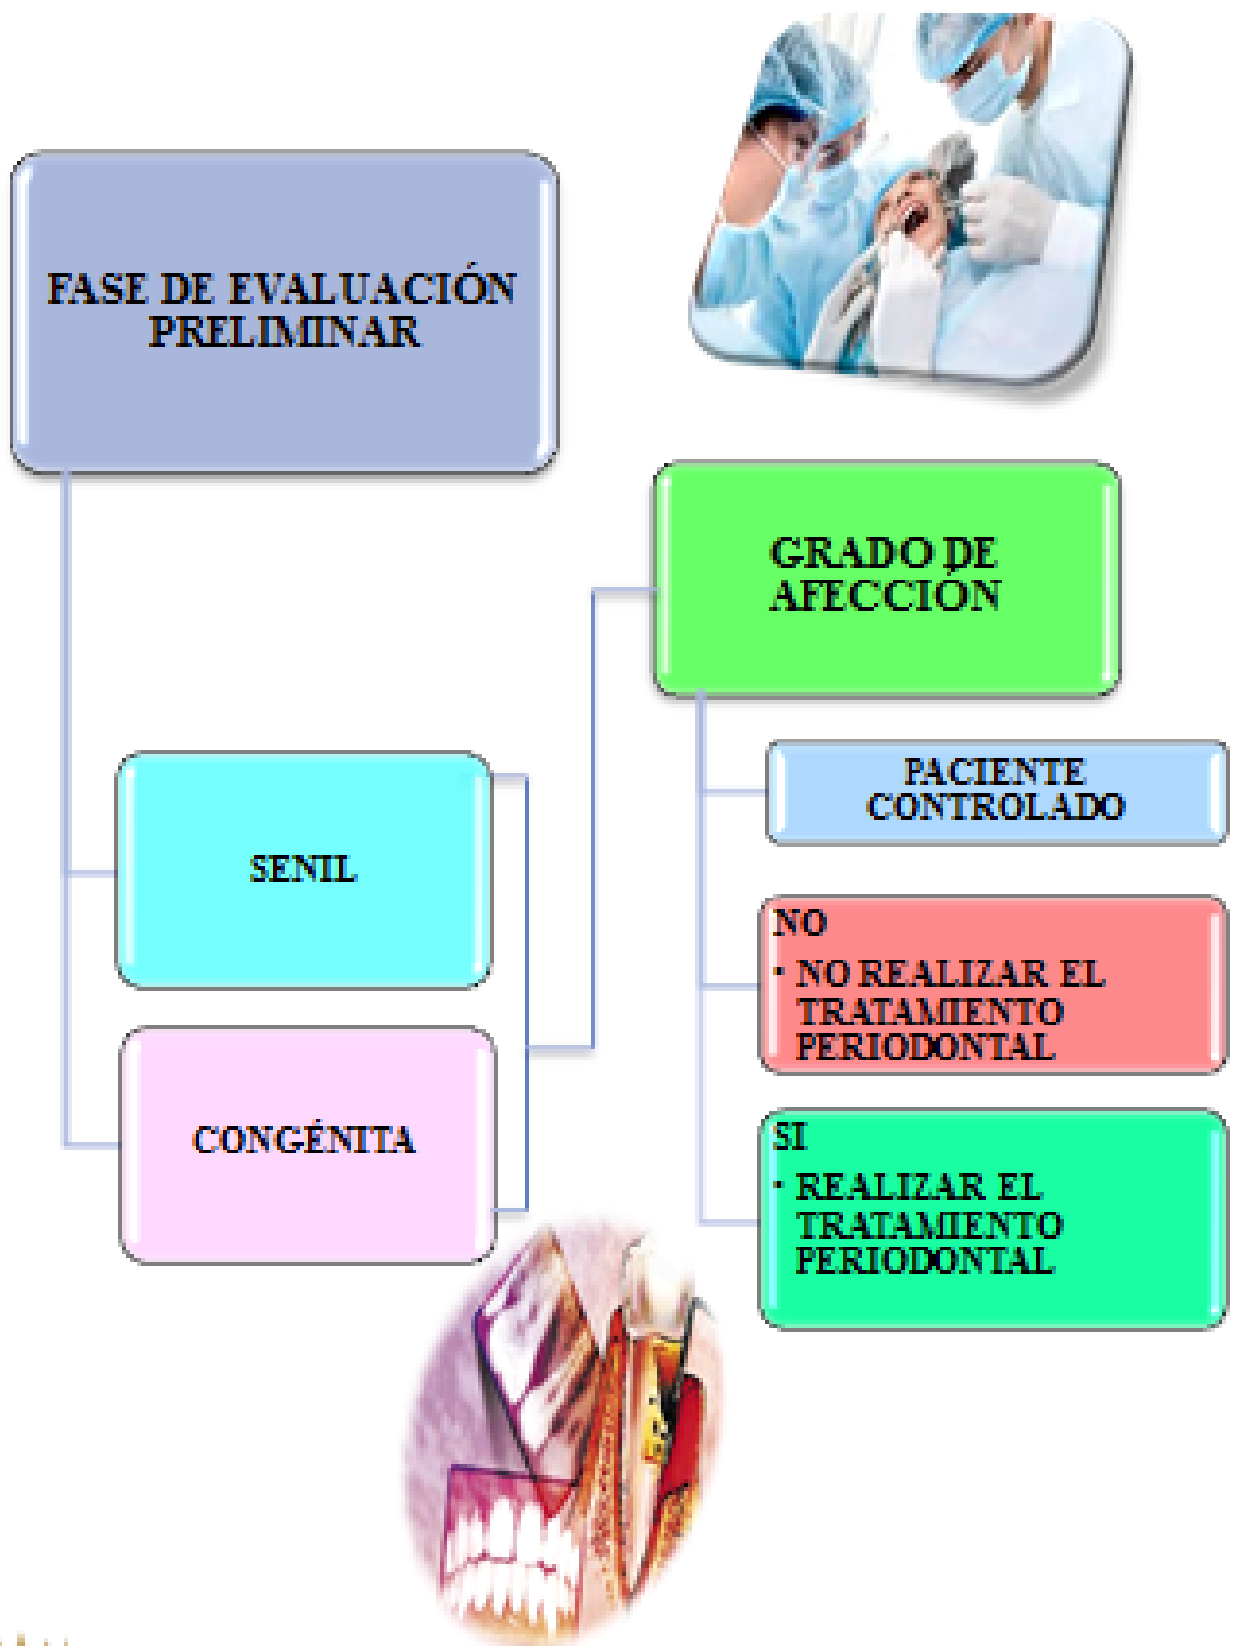 FASE DE EVALUACIÓN
PRELIMINAR
SENIL
CONGÉNITA
GRADO DE
AFECCIÓN
PACIENTE
CONTROLADO
NO
· NO REALIZAR EL
TRATAMIENTO
PERIODONTAL
SI
· REALIZAR EL
TRATAMIENTO
PERIODONTAL